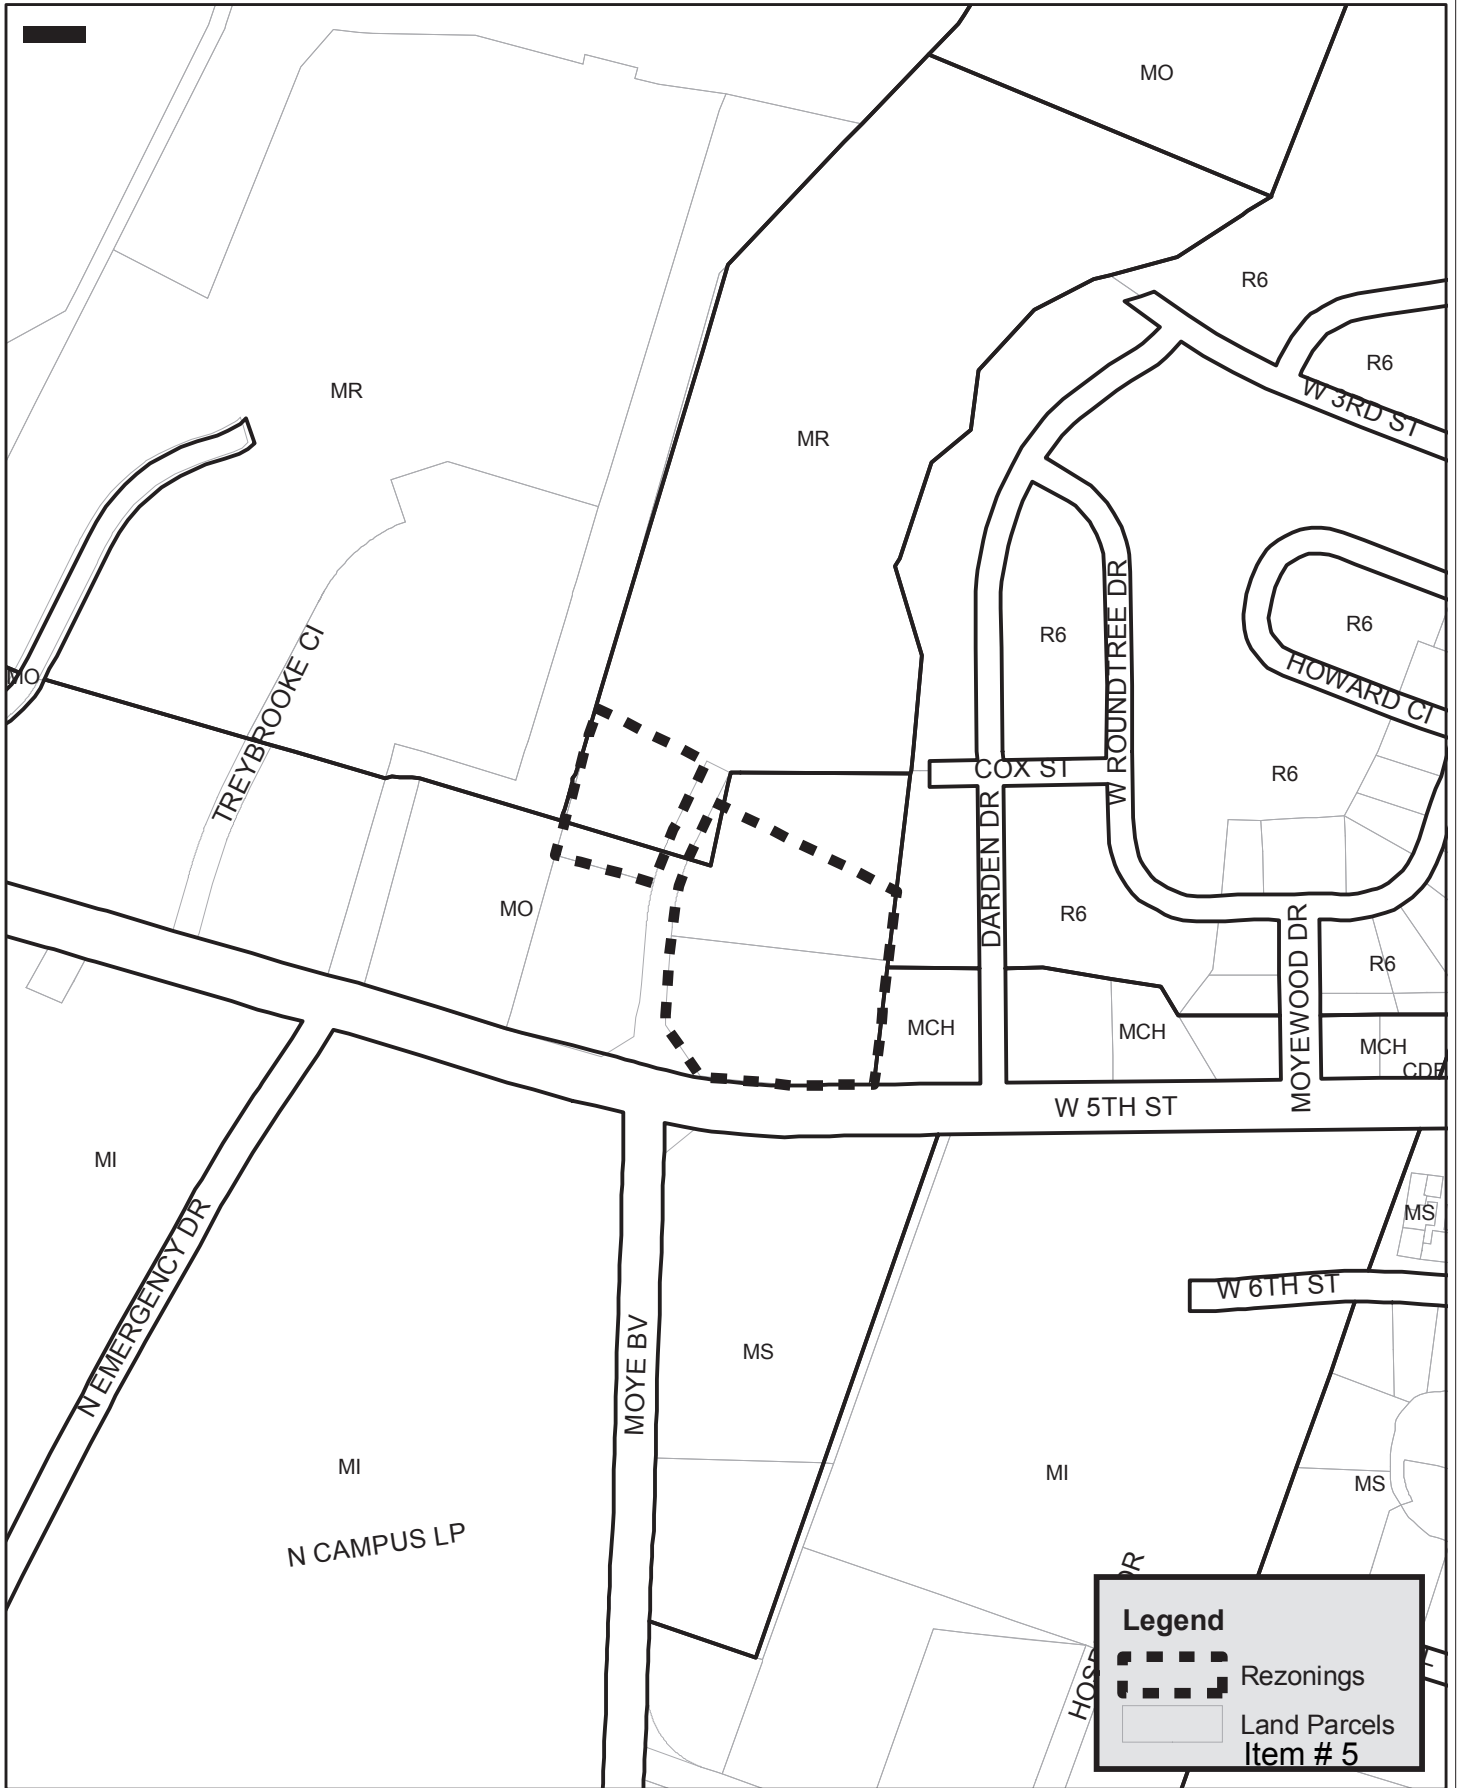 MO
R6
R6
W 3RD ST
MR
MR
R6
W ROUNDTREE DR
R6
HOWARD CI
MO
TREYBROOKE CI
COX ST
R6
DARDEN DR
MO
R6
MOYEWOOD DR
R6
MCH
MCH
MCH
W 5TH ST
MI
N EMERGENCY DR
MS
W 6TH ST
MOYE BV
MS
MI
MI
MS
N CAMPUS LP
DR
Legend
Rezonings
Land Parcels
Item # 5